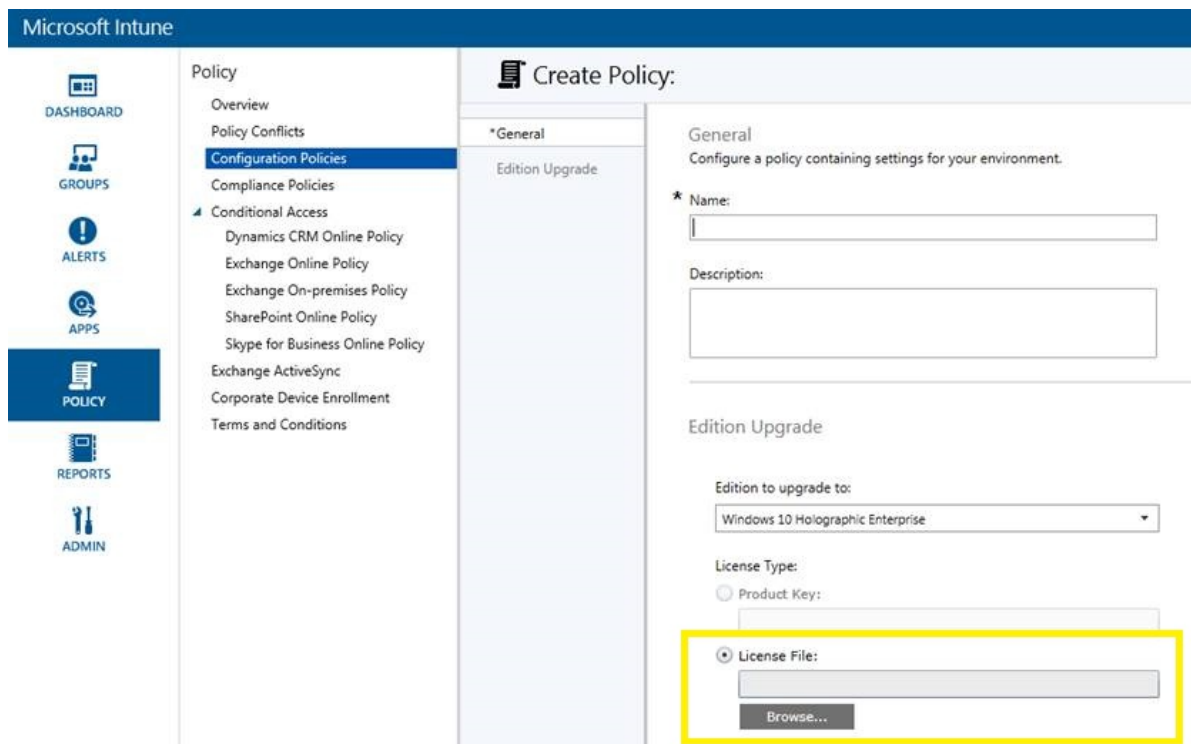 Microsoft Intune
DASHBOARD
GROUPS
ALERTS
APPS
POLICY
REPORTS
ADMIN
Policy
Overview
Policy Conflicts
Configuration Policies
Compliance Policies
Conditional Access
Dynamics CRM Online Policy
Exchange Online Policy
Exchange On-premises Policy
SharePoint Online Policy
Skype for Business Online Policy
Exchange ActiveSync
Corporate Device Enrollment
Terms and Conditions
Create Policy:
*General
Edition Upgrade
General
Configure a policy containing settings for your environment.
* Name:
Description:
Edition Upgrade
Edition to upgrade to:
Windows 10 Holographic Enterprise
License Type:
Product Key:
License File:
Browse...